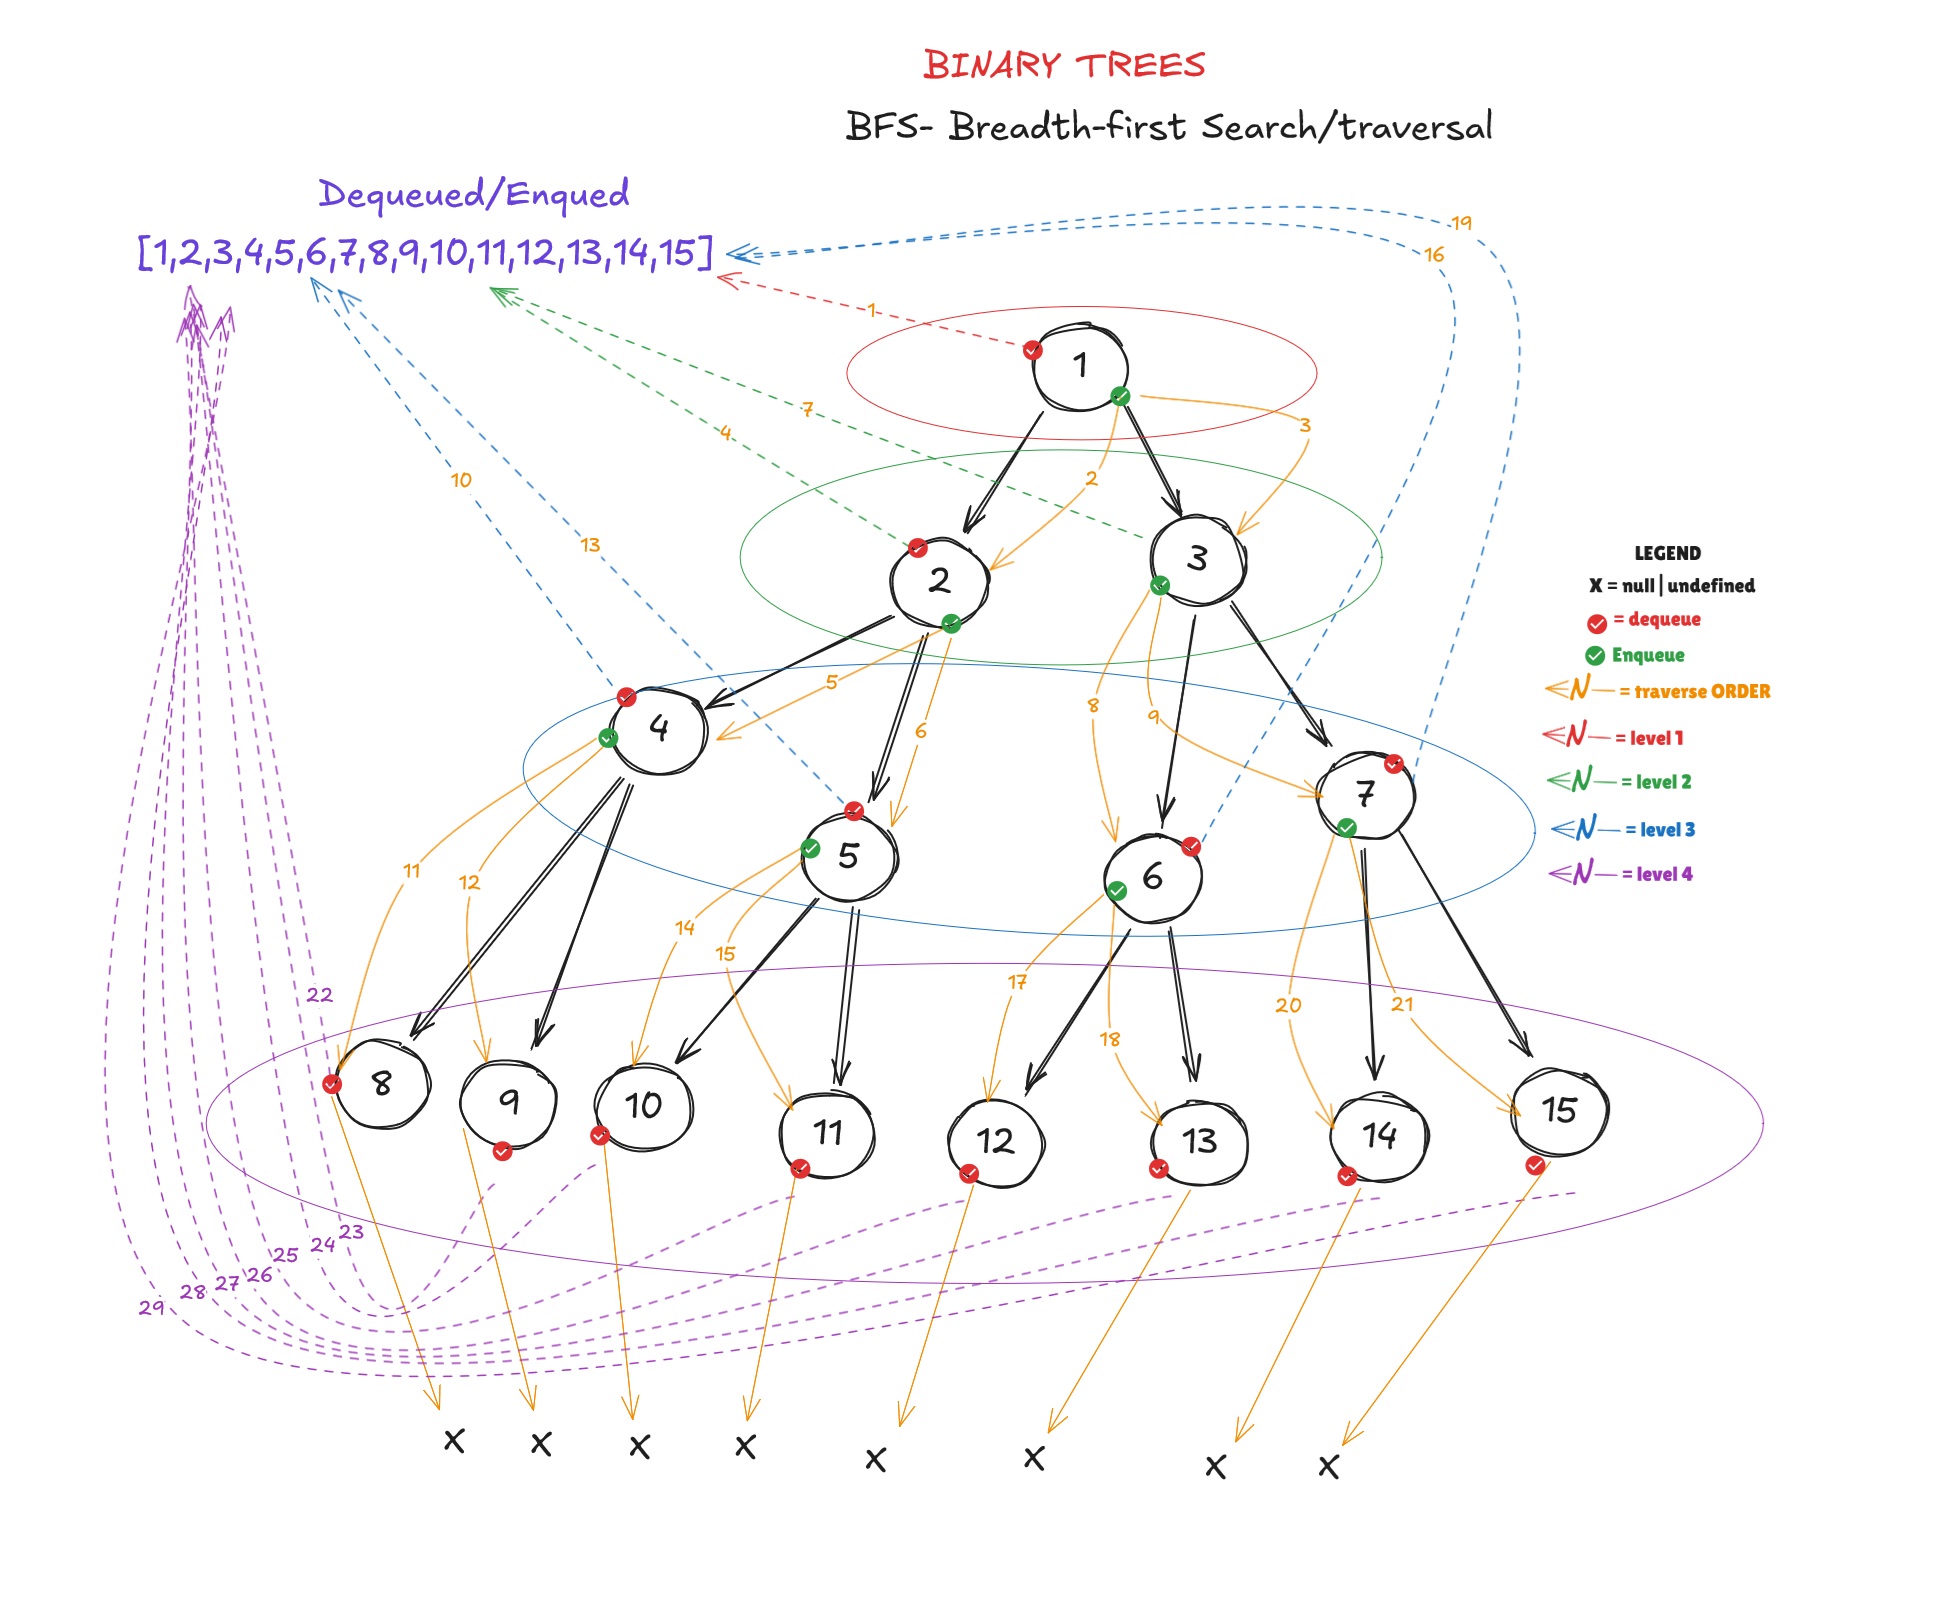 BINARY TREES
BFS- Breadth-first Search/traversal
Dequeued/Enqued
[1,2,3,4,5,6,7,8,9,10,11,12,13,14,15]
19
16
1
1
7
4
3
2
10
13
3
2
LEGEND
X = null|undefined
= dequeue
Enqueue
N = traverse ORDER
N = level 1
N = level 2
N = level 3
N = level 4
5
4
6
8
9
7
5
6
11
12
14
15
17
18
20
21
22
8
9
10
11
12
13
14
15
23
24
25
26
27
28
29
X
X
X
X
X
X
X
X